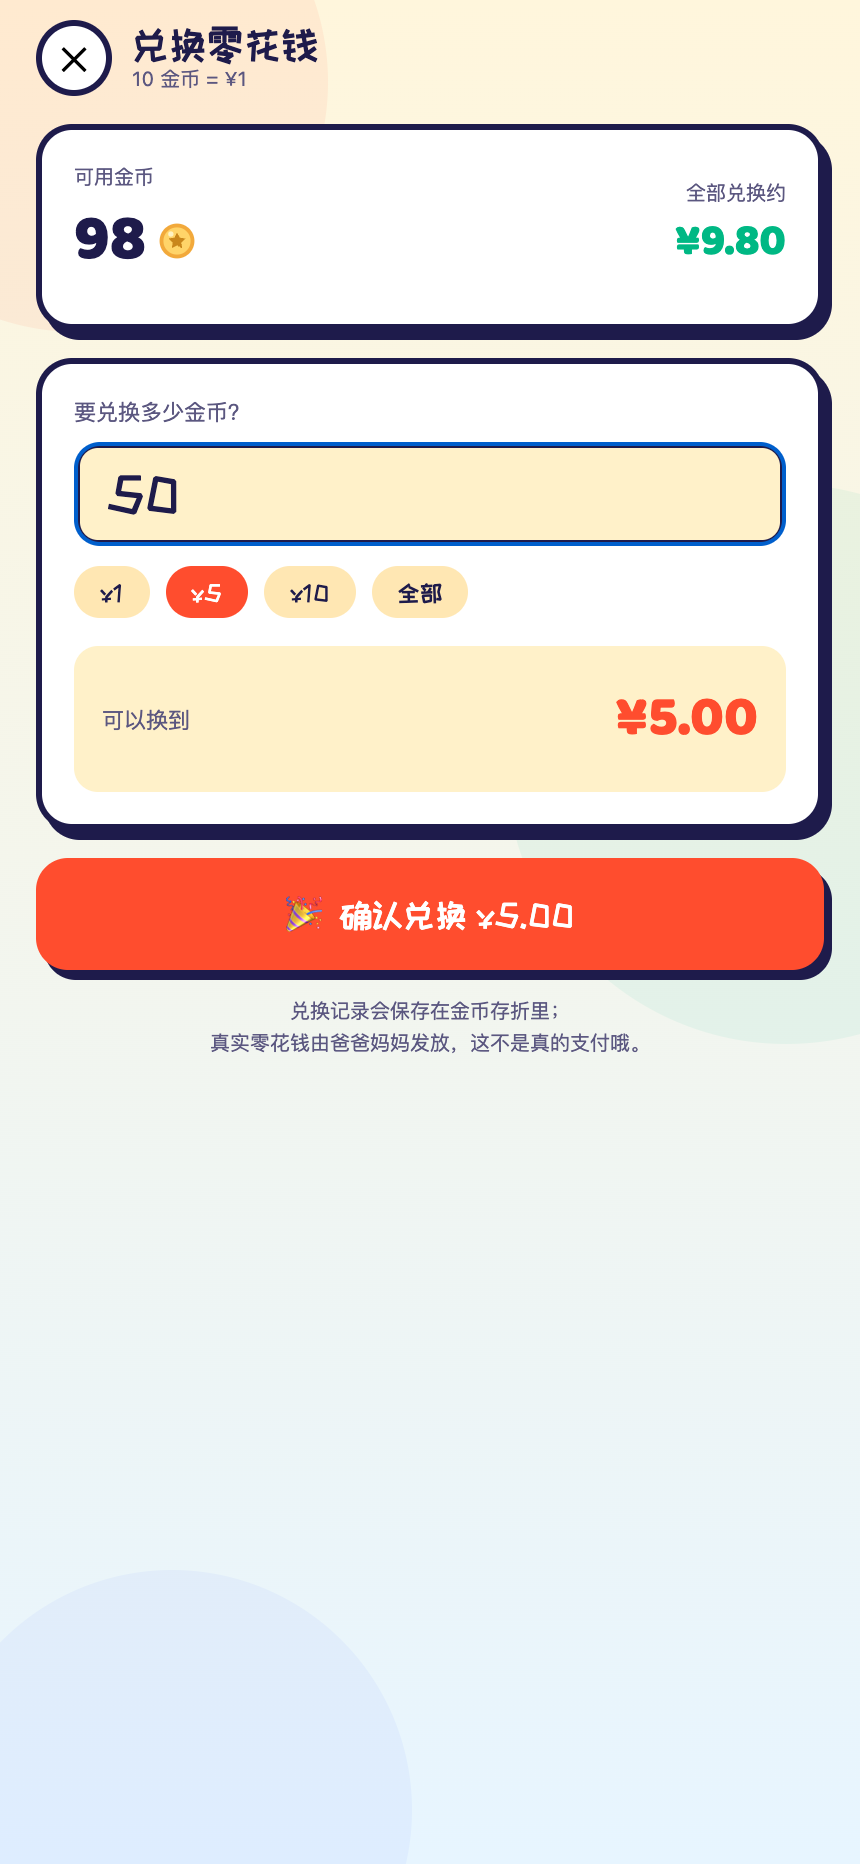 兑换零花钱
10 金币 = ¥1
可用金币
98
全部兑换约
¥9.80
要兑换多少金币?
50
¥1
¥5
¥10
全部
可以换到
¥5.00
🎉 确认兑换 ¥5.00
兑换记录会保存在金币存折里；
真实零花钱由爸爸妈妈发放，这不是真的支付哦。